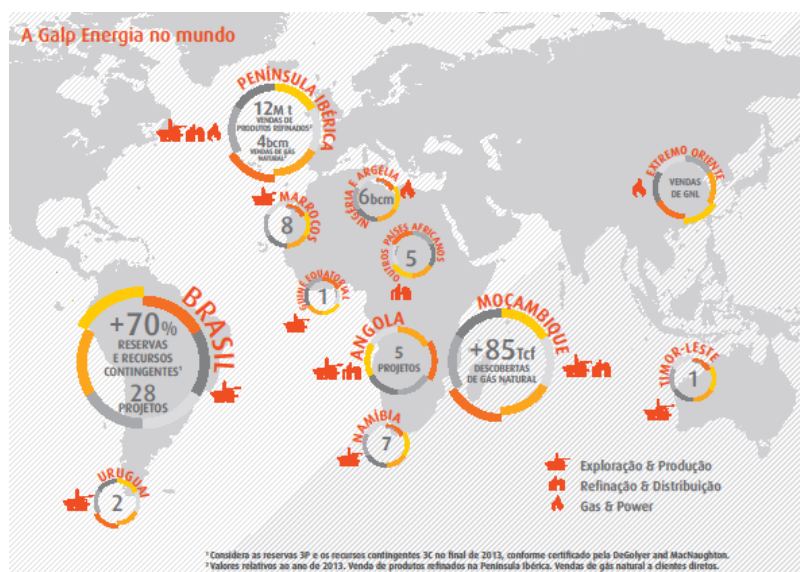 A Galp Energia no mundo
PENÍNSULA IBÉRICA
12M t
VENDAS DE
PRODUTOS REFINADOS²
4bcm
VENDAS DE GÁS
NATURAL²
MARROCOS
8
NIGÉRIA E ARGÉLIA
6bcm
OUTROS PAÍSES AFRICANOS
5
EXTREMO ORIENTE
VENDAS
DE GNL
GUINÉ EQUATORIAL
1
BRASIL
+70%
RESERVAS
E RECURSOS
CONTINGENTES¹
28
PROJETOS
ANGOLA
5
PROJETOS
MOÇAMBIQUE
+85Tcf
DESCOBERTAS
DE GÁS NATURAL
TIMOR-LESTE
1
NAMÍBIA
7
URUGUAI
2
Exploração & Produção
Refinação & Distribuição
Gas & Power
¹ Considera as reservas 3P e os recursos contingentes 3C no final de 2013, conforme certificado pela DeGolyer and MacNaughton.
² Valores relativos ao ano de 2013. Venda de produtos refinados na Península Ibérica. Vendas de gás natural a clientes diretos.